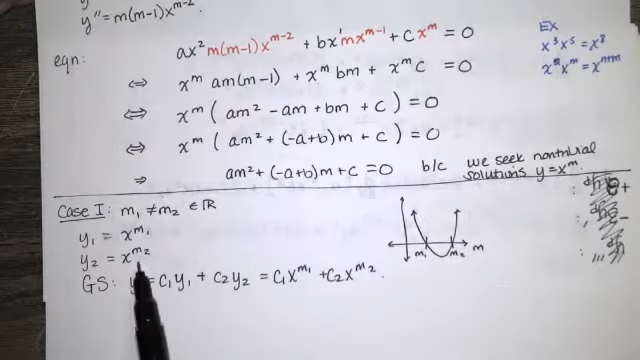 y'' = m(m-1)x^{m-2}
eqn: ax² m(m-1)x^{m-2} + bx' mx^{m-1} + c x^m = 0
⇔ x^m am(m-1) + x^m bm + x^m c = 0
⇔ x^m ( am² - am + bm + c ) = 0
⇔ x^m ( am² + (-a+b)m + c ) = 0
⇒ am² + (-a+b)m + c = 0 b/c we seek nontrivial
solutions y = x^m.
EX
x³x⁵ = x⁸
x^n x^m = x^{n+m}
Case I: m₁ ≠ m₂ ∈ ℝ
y₁ = x^{m₁}
y₂ = x^{m₂}
GS: y = c₁y₁ + c₂y₂ = c₁x^{m₁} + c₂x^{m₂}.
m₁ m₂ m